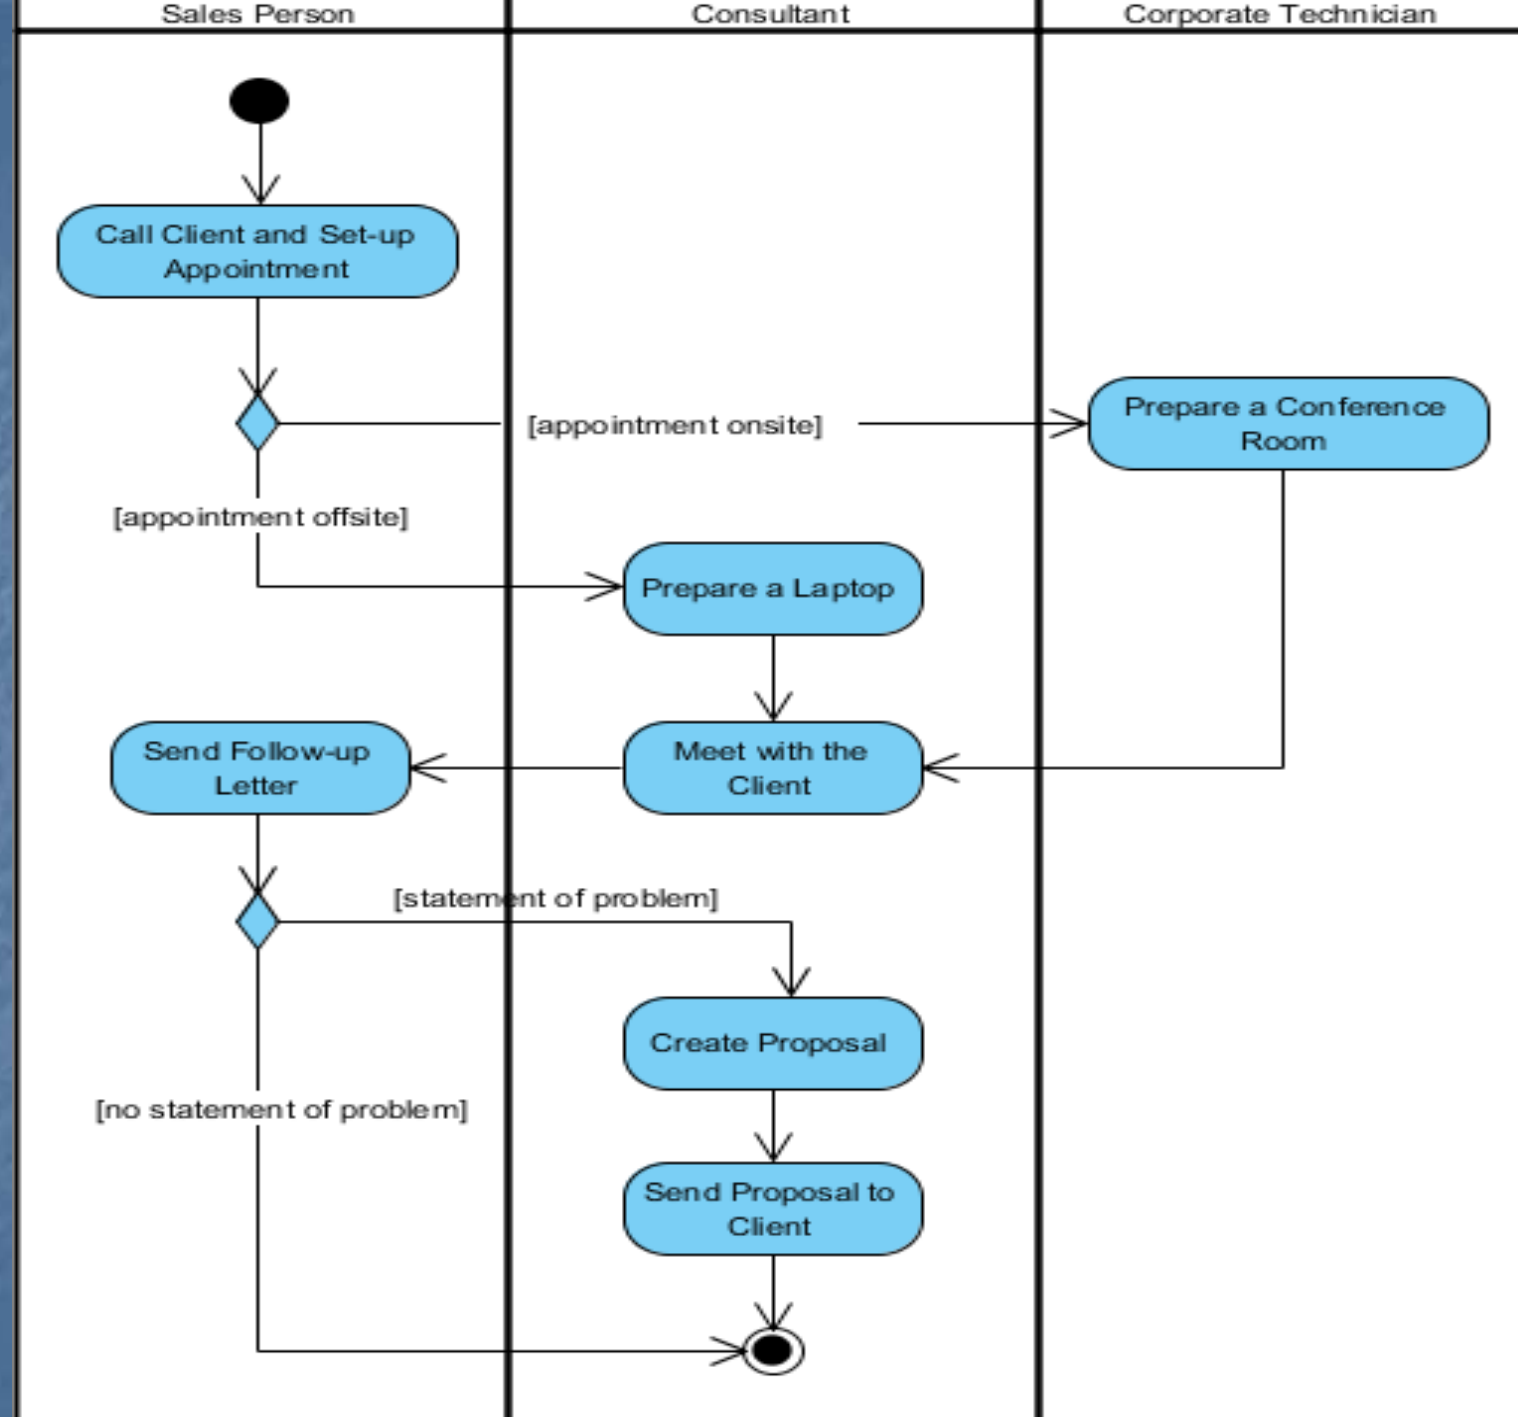 Sales Person
Consultant
Corporate Technician
Call Client and Set-up
Appointment
[appointment onsite]
Prepare a Conference
Room
[appointment offsite]
Prepare a Laptop
Send Follow-up
Letter
Meet with the
Client
[statement of problem]
Create Proposal
[no statement of problem]
Send Proposal to
Client